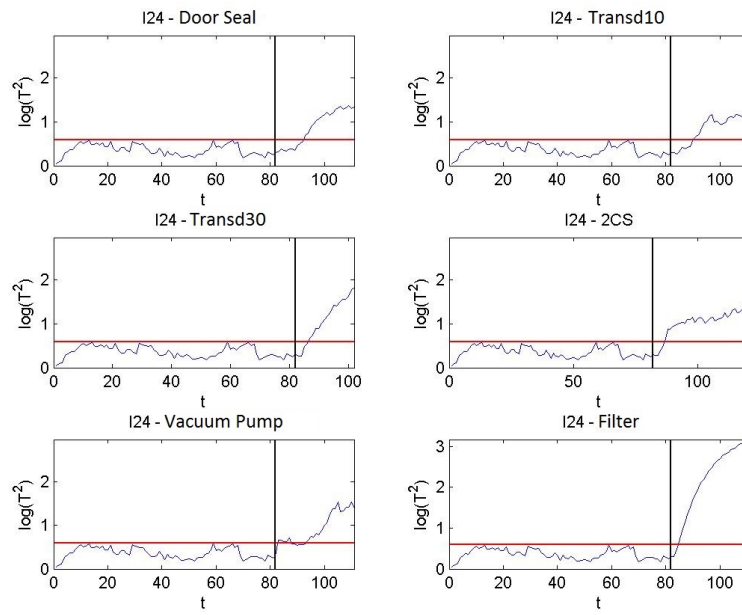 I24 - Door Seal
log(T²)
2
1
0
0 20 40 60 80 100
t
I24 - Transd10
log(T²)
2
1
0
0 20 40 60 80 100
t
I24 - Transd30
log(T²)
2
1
0
0 20 40 60 80 100
t
I24 - 2CS
log(T²)
2
1
0
0 50 100
t
I24 - Vacuum Pump
log(T²)
2
1
0
0 20 40 60 80 100
t
I24 - Filter
log(T²)
3
2
1
0
0 20 40 60 80 100
t